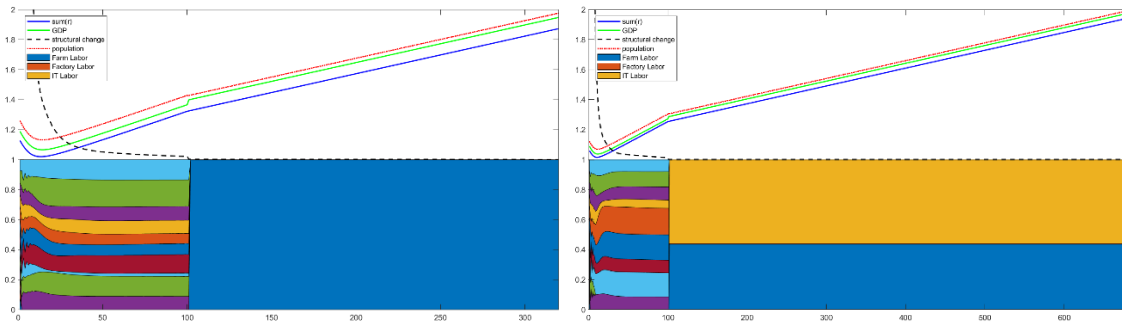 2
1.8
1.6
1.4
1.2
1
0.8
0.6
0.4
0.2
0
sum(r)
GDP
structural change
population
Farm Labor
Factory Labor
IT Labor
0 50 100 150 200 250 300
2
1.8
1.6
1.4
1.2
1
0.8
0.6
0.4
0.2
0
sum(r)
GDP
structural change
population
Farm Labor
Factory Labor
IT Labor
0 100 200 300 400 500 600